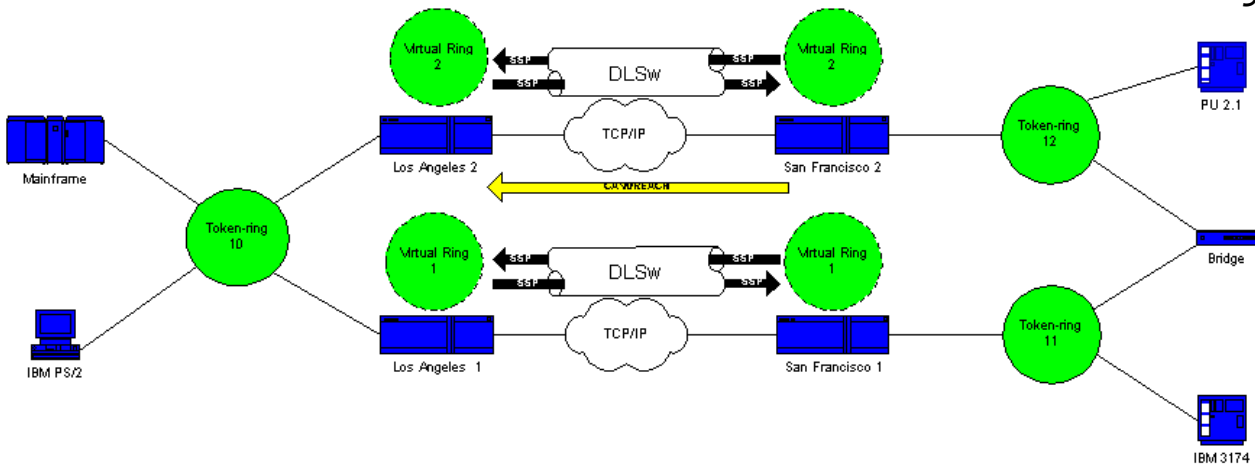 Virtual Ring
2
SSP
SSP
DLSw
SSP
SSP
Virtual Ring
2
PU 2.1
Mainframe
Los Angeles 2
TCP/IP
San Francisco 2
Token-ring
12
CANUREACH
Token-ring
10
Virtual Ring
1
SSP
SSP
DLSw
SSP
SSP
Virtual Ring
1
Bridge
IBM PS/2
Los Angeles 1
TCP/IP
San Francisco 1
Token-ring
11
IBM 3174